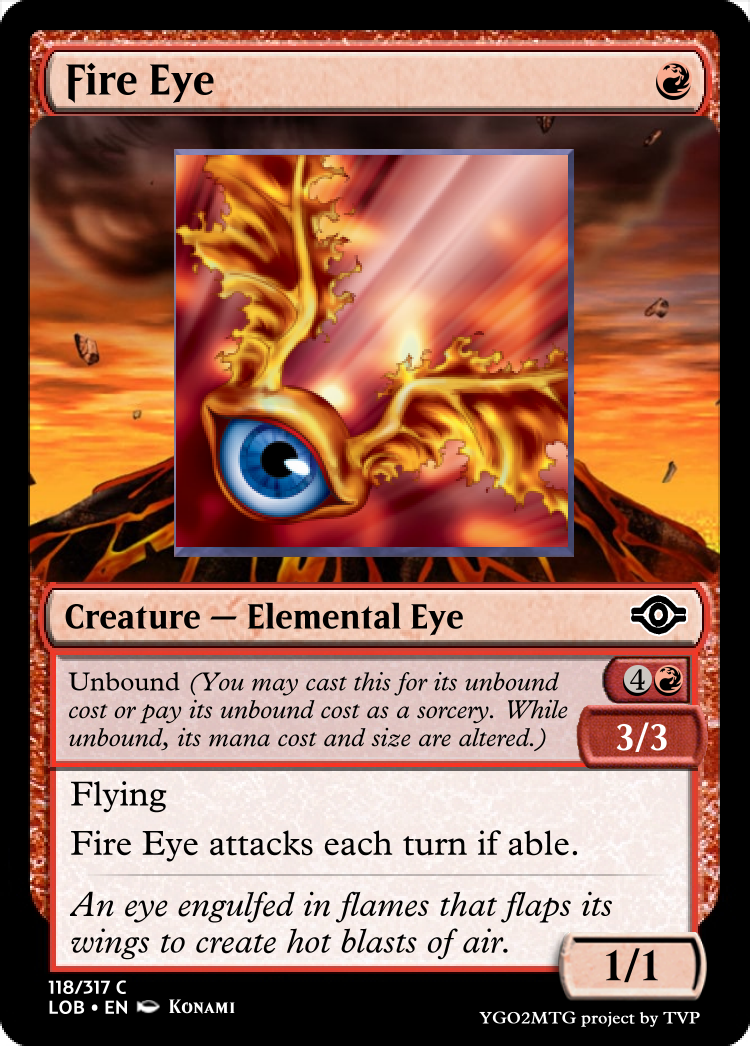 Fire Eye
Creature — Elemental Eye
Unbound (You may cast this for its unbound
cost or pay its unbound cost as a sorcery. While
unbound, its mana cost and size are altered.)
4
3/3
Flying
Fire Eye attacks each turn if able.
An eye engulfed in flames that flaps its
wings to create hot blasts of air.
1/1
118/317 C
LOB • EN Konami
YGO2MTG project by TVP